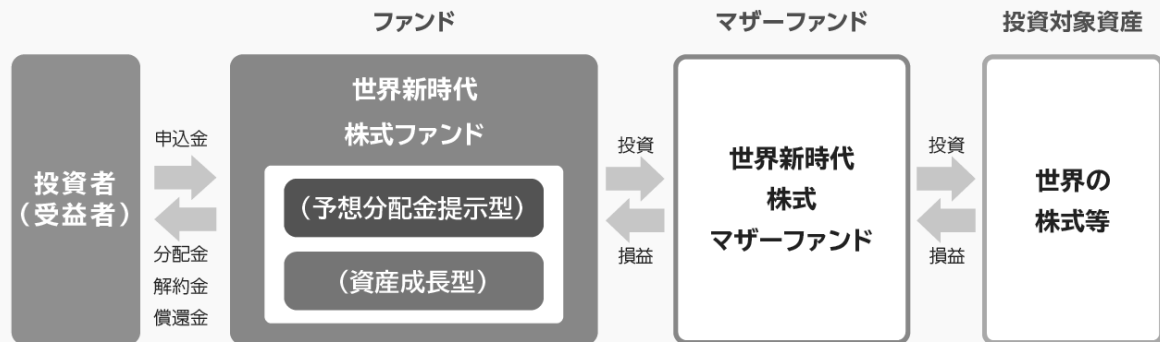 ファンド
マザーファンド
投資対象資産
投資者
（受益者）
申込金
分配金
解約金
償還金
世界新時代
株式ファンド
（予想分配金提示型）
（資産成長型）
投資
損益
世界新時代
株式
マザーファンド
投資
損益
世界の
株式等